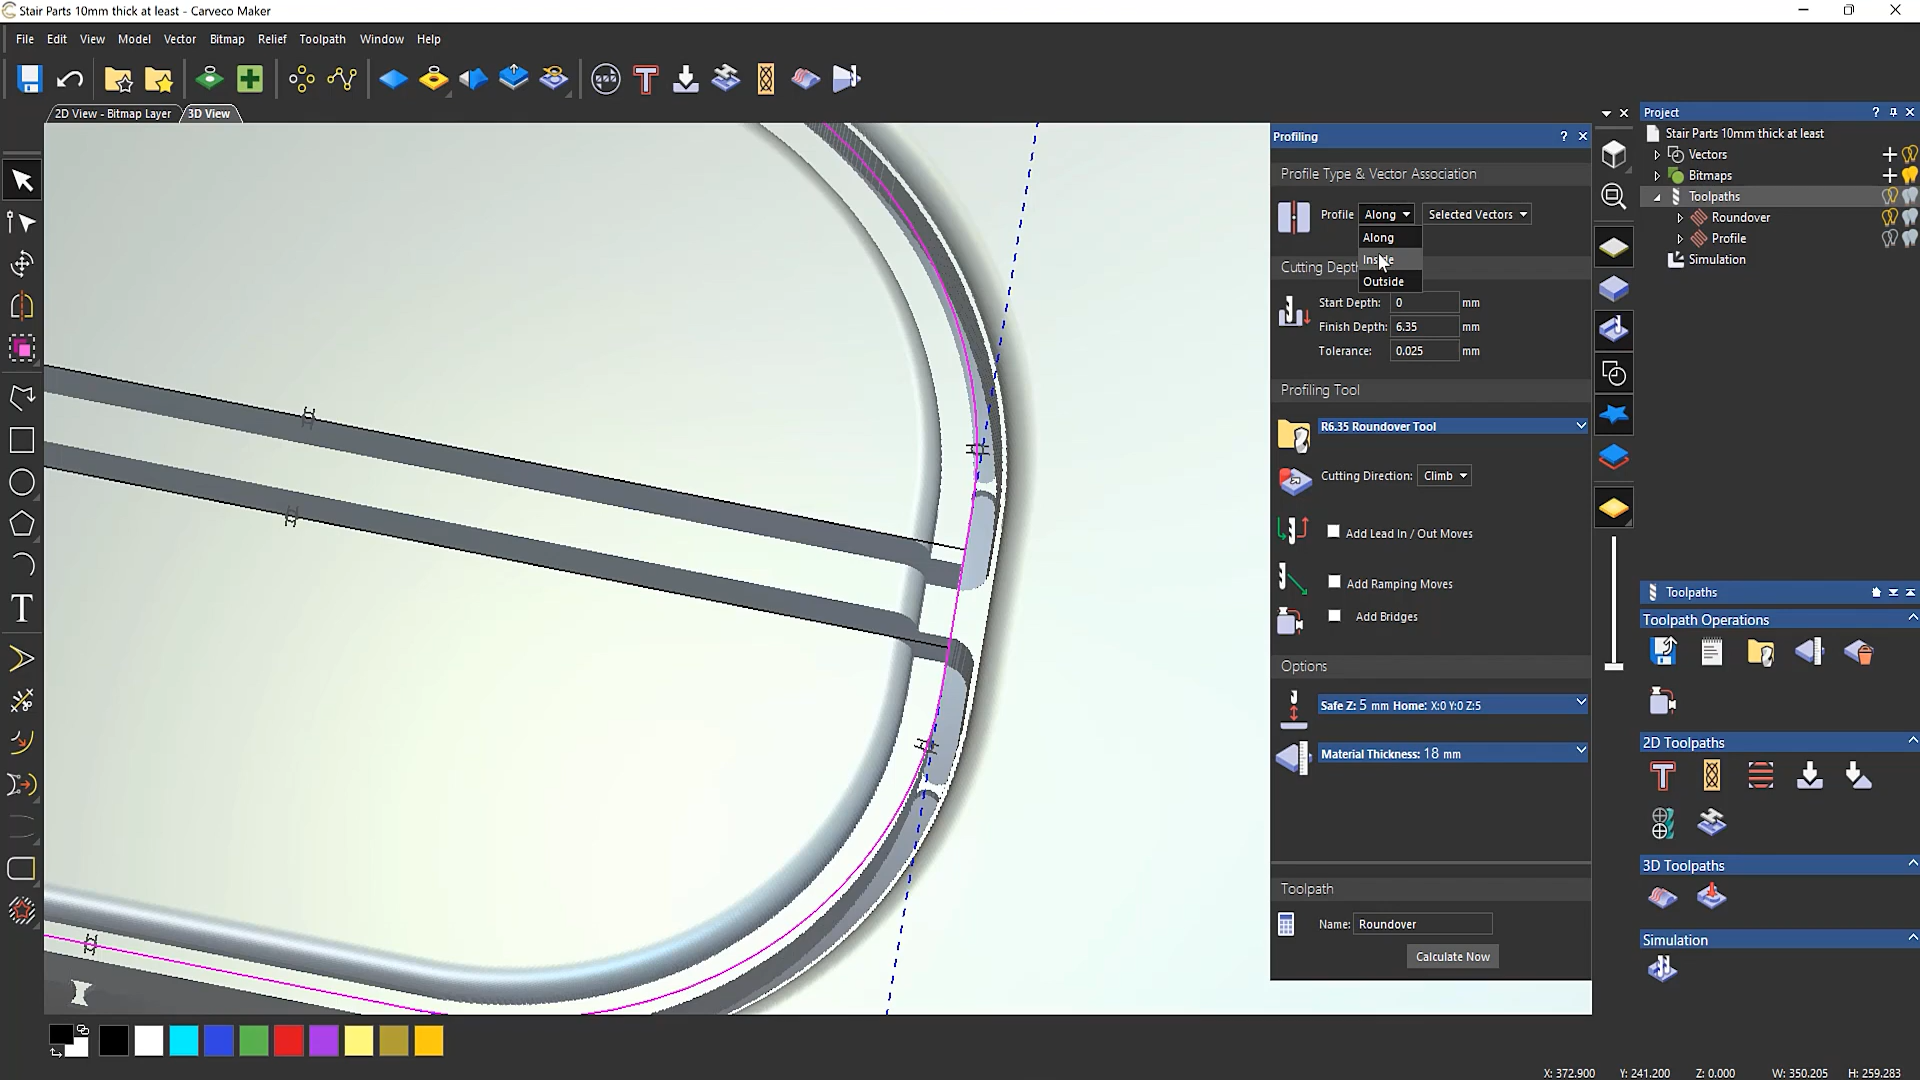 Stair Parts 10mm thick at least - Carveco Maker
File Edit View Model Vector Bitmap Relief Toolpath Window Help
2D View - Bitmap Layer 3D View
Profiling
Profile Type & Vector Association
Profile Along Selected Vectors
Along
Inside
Outside
Cutting Depth
Start Depth: 0 mm
Finish Depth: 6.35 mm
Tolerance: 0.025 mm
Profiling Tool
R6.35 Roundover Tool
Cutting Direction: Climb
Add Lead In / Out Moves
Add Ramping Moves
Add Bridges
Options
Safe Z: 5 mm Home: X:0 Y:0 Z:5
Material Thickness: 18 mm
Toolpath
Name: Roundover
Calculate Now
Project
Stair Parts 10mm thick at least
Vectors
Bitmaps
Toolpaths
Roundover
Profile
Simulation
Toolpaths
Toolpath Operations
2D Toolpaths
3D Toolpaths
Simulation
X: 372.900 Y: 241.200 Z: 0.000 W: 350.205 H: 259.283